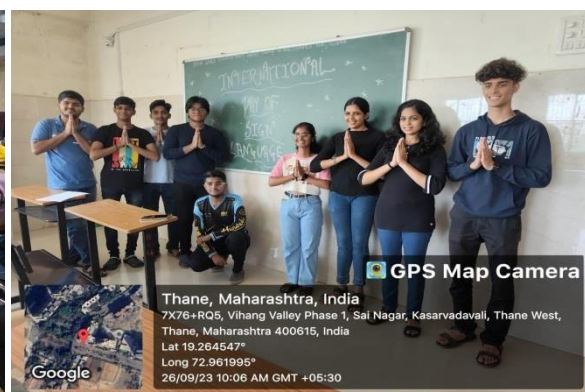 INTERNATIONAL
DAY OF
SIGN
LANGUAGE
GPS Map Camera
Thane, Maharashtra, India
7X76+RQ5, Vihang Valley Phase 1, Sai Nagar, Kasarvadavali, Thane West,
Thane, Maharashtra 400615, India
Lat 19.264547°
Long 72.961995°
26/09/23 10:06 AM GMT +05:30
Google